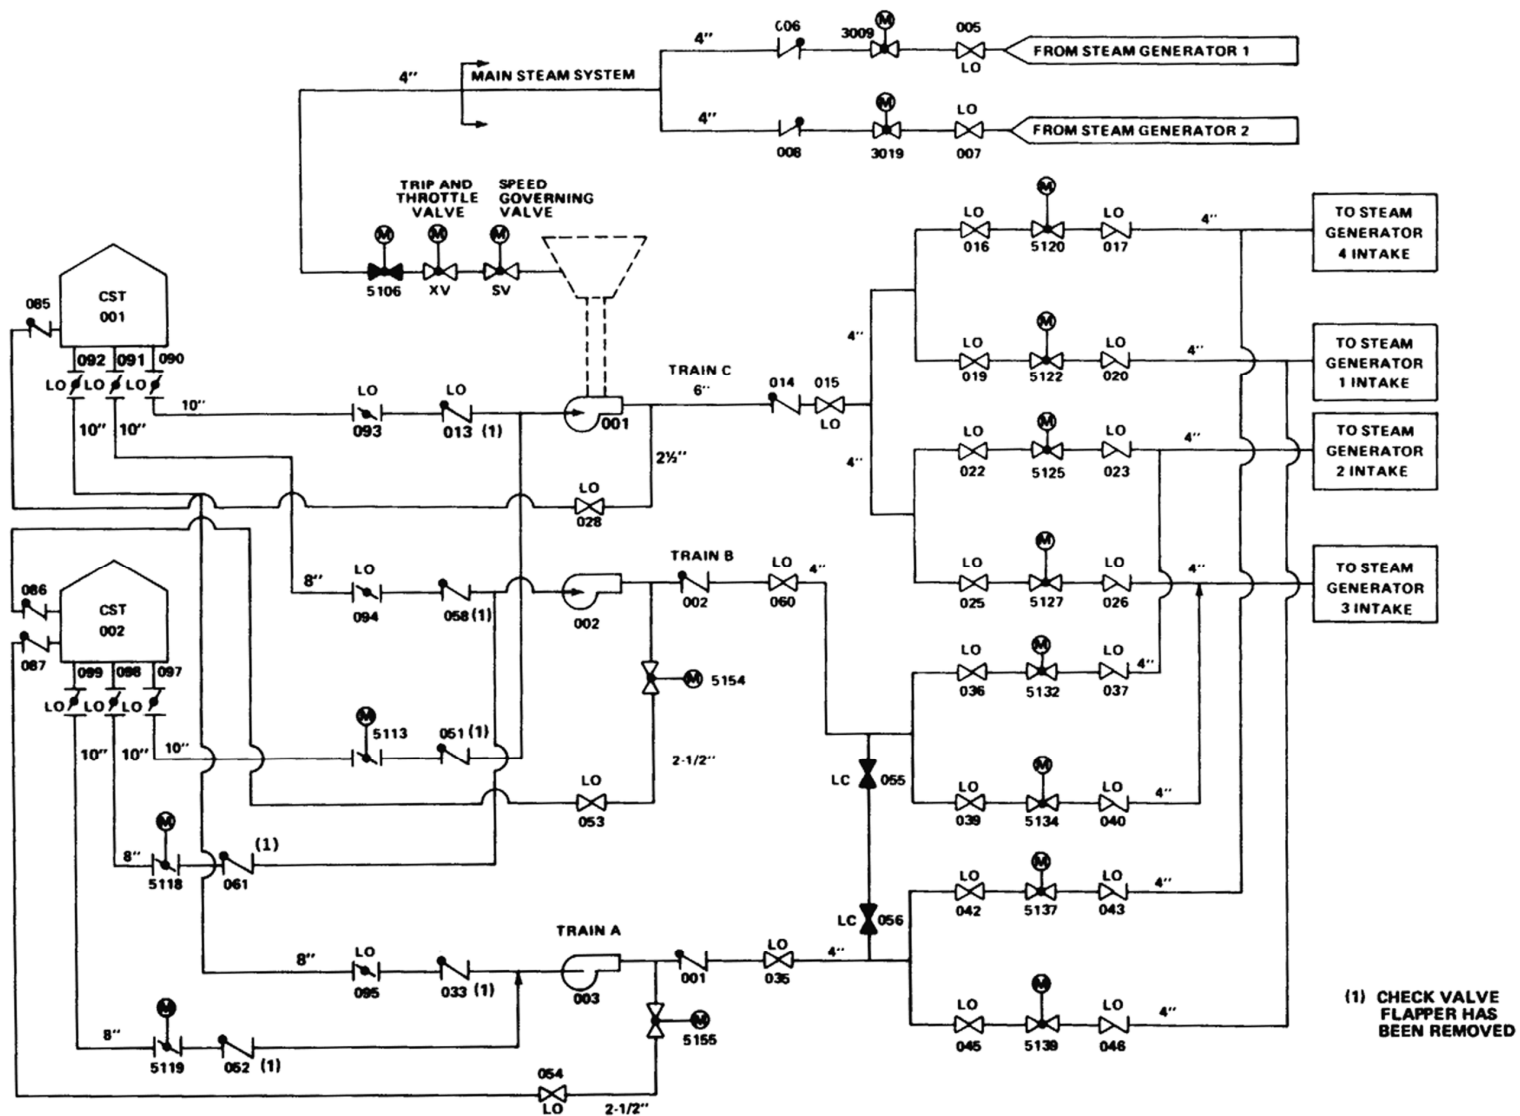 006
M
3009
005
4"
FROM STEAM GENERATOR 1
LO
4"
MAIN STEAM SYSTEM
M
LO
4"
FROM STEAM GENERATOR 2
008
3019
007
TRIP AND
THROTTLE
VALVE
SPEED
GOVERNING
VALVE
M
M
M
5106
XV
SV
M
LO
LO
4"
016
5120
017
TO STEAM
GENERATOR
4 INTAKE
CST
001
085
092
091
090
LO
LO
LO
10"
10"
10"
LO
093
LO
013 (1)
001
TRAIN C
6"
014
015
LO
4"
4"
M
LO
LO
4"
019
5122
020
TO STEAM
GENERATOR
1 INTAKE
M
LO
LO
4"
022
5125
023
TO STEAM
GENERATOR
2 INTAKE
2½"
LO
028
M
LO
LO
4"
025
5127
026
TO STEAM
GENERATOR
3 INTAKE
086
CST
002
087
099
098
097
LO
LO
LO
10"
10"
10"
8"
LO
094
058 (1)
002
TRAIN B
002
LO
060
4"
M
5154
2-1/2"
M
5113
051 (1)
LO
053
M
LO
LO
4"
036
5132
037
LC
055
M
LO
LO
4"
039
5134
040
M
8"
5118
061
(1)
LC
056
M
LO
LO
4"
042
5137
043
TRAIN A
8"
LO
095
033 (1)
003
001
LO
035
4"
M
5155
M
8"
5119
052 (1)
M
LO
LO
4"
045
5139
046
054
LO
2-1/2"
(1) CHECK VALVE
FLAPPER HAS
BEEN REMOVED